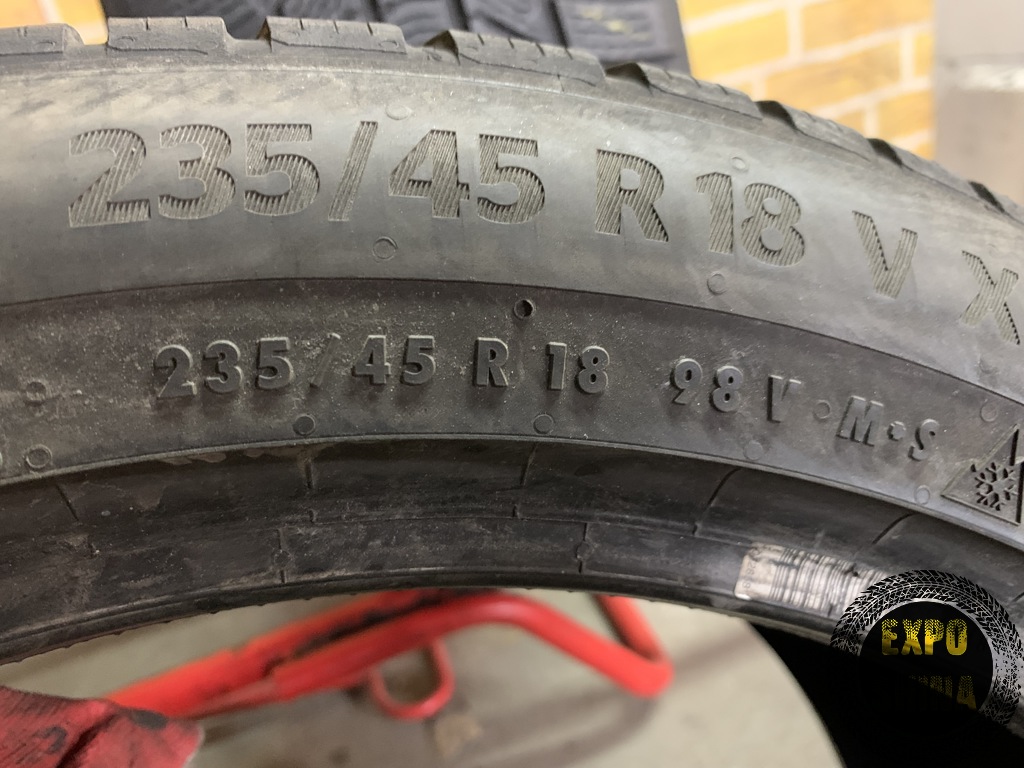 235/45 R 18 V X
235/45 R 18 98 V M•S
EXPO